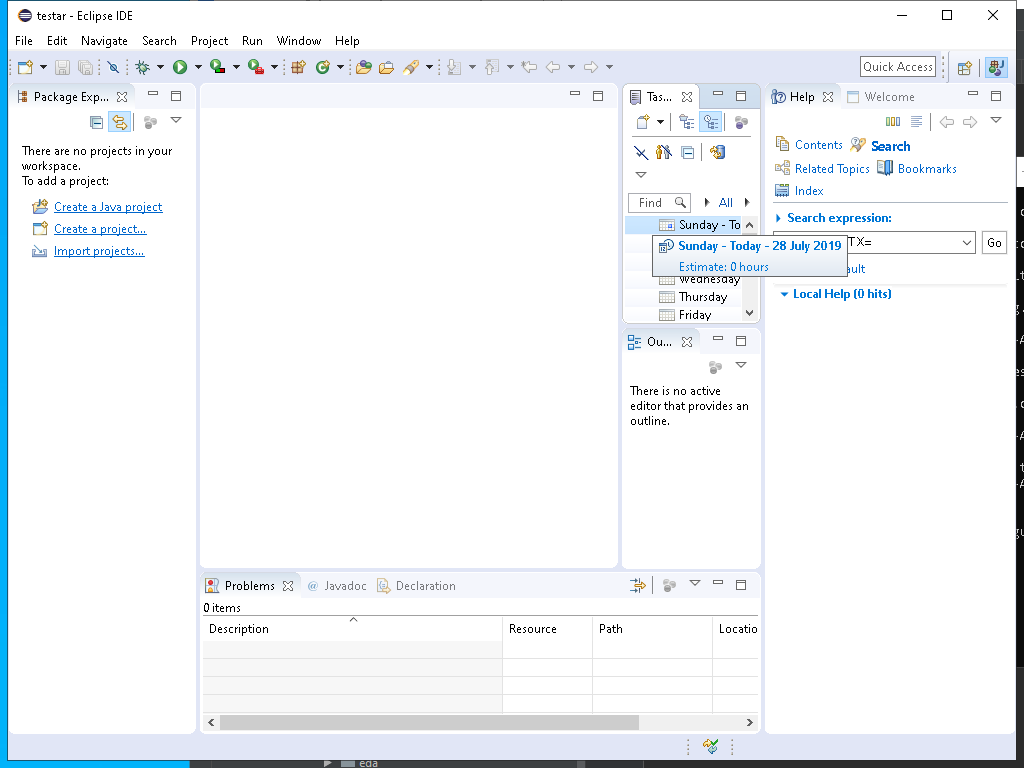 testar - Eclipse IDE
File Edit Navigate Search Project Run Window Help
Quick Access
Package Exp...
There are no projects in your
workspace.
To add a project:
Create a Java project
Create a project...
Import projects...
Tas...
Find
All
Sunday - To
Sunday - Today - 28 July 2019
Estimate: 0 hours
Wednesday
Thursday
Friday
Ou...
There is no active
editor that provides an
outline.
Help
Welcome
Contents
Search
Related Topics
Bookmarks
Index
Search expression:
TX=
Go
Local Help (0 hits)
Problems
@ Javadoc
Declaration
0 items
Description Resource Path Locatio
eda